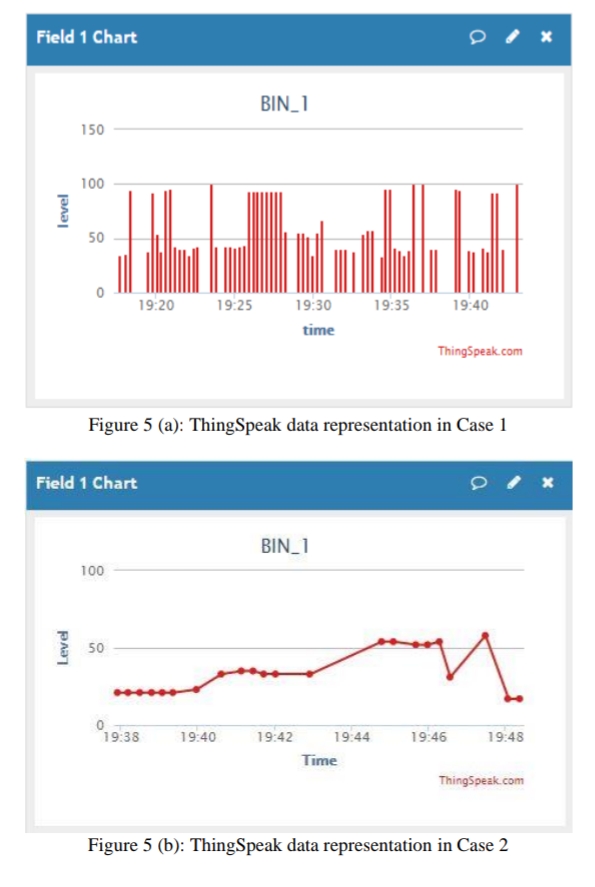 Field 1 Chart
BIN_1
150
100
50
0
level
19:20 19:25 19:30 19:35 19:40
time
ThingSpeak.com
Figure 5 (a): ThingSpeak data representation in Case 1
Field 1 Chart
BIN_1
100
50
0
Level
19:38 19:40 19:42 19:44 19:46 19:48
Time
ThingSpeak.com
Figure 5 (b): ThingSpeak data representation in Case 2